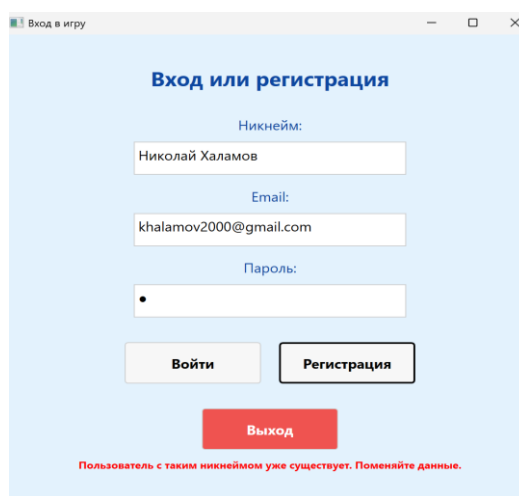 Вход в игру
Вход или регистрация
Никнейм:
Николай Халамов
Email:
khalamov2000@gmail.com
Пароль:
Войти Регистрация
Выход
Пользователь с таким никнеймом уже существует. Поменяйте данные.